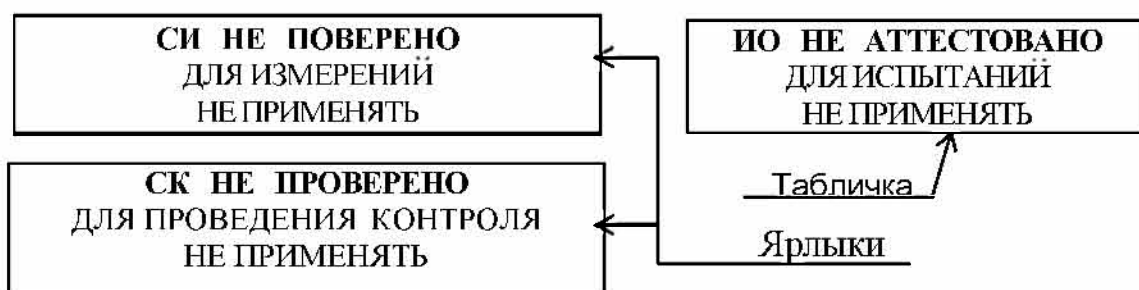 СИ НЕ ПОВЕРЕНО
ДЛЯ ИЗМЕРЕНИЙ
НЕ ПРИМЕНЯТЬ
ИО НЕ АТТЕСТОВАНО
ДЛЯ ИСПЫТАНИЙ
НЕ ПРИМЕНЯТЬ
СК НЕ ПРОВЕРЕНО
ДЛЯ ПРОВЕДЕНИЯ КОНТРОЛЯ
НЕ ПРИМЕНЯТЬ
Табличка
Ярлыки